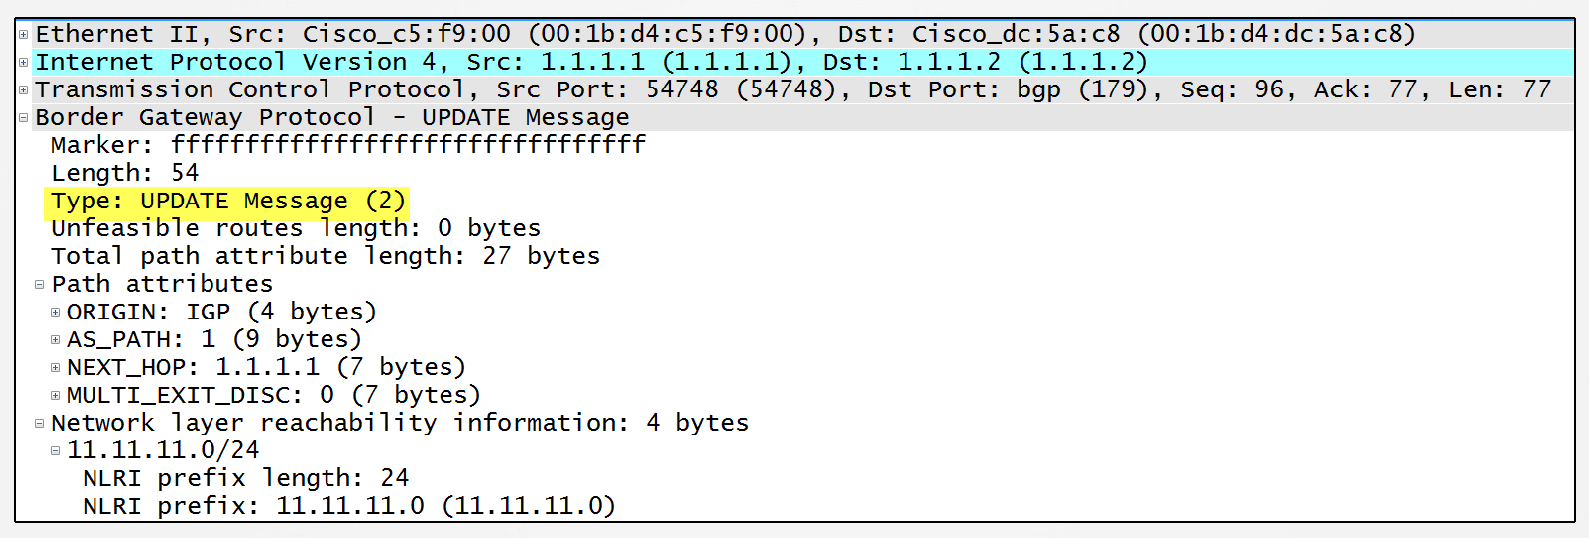 Ethernet II, Src: Cisco_c5:f9:00 (00:1b:d4:c5:f9:00), Dst: Cisco_dc:5a:c8 (00:1b:d4:dc:5a:c8)
Internet Protocol Version 4, Src: 1.1.1.1 (1.1.1.1), Dst: 1.1.1.2 (1.1.1.2)
Transmission Control Protocol, Src Port: 54748 (54748), Dst Port: bgp (179), Seq: 96, Ack: 77, Len: 77
Border Gateway Protocol - UPDATE Message
Marker: ffffffffffffffffffffffffffffffff
Length: 54
Type: UPDATE Message (2)
Unfeasible routes length: 0 bytes
Total path attribute length: 27 bytes
Path attributes
ORIGIN: IGP (4 bytes)
AS_PATH: 1 (9 bytes)
NEXT_HOP: 1.1.1.1 (7 bytes)
MULTI_EXIT_DISC: 0 (7 bytes)
Network layer reachability information: 4 bytes
11.11.11.0/24
NLRI prefix length: 24
NLRI prefix: 11.11.11.0 (11.11.11.0)